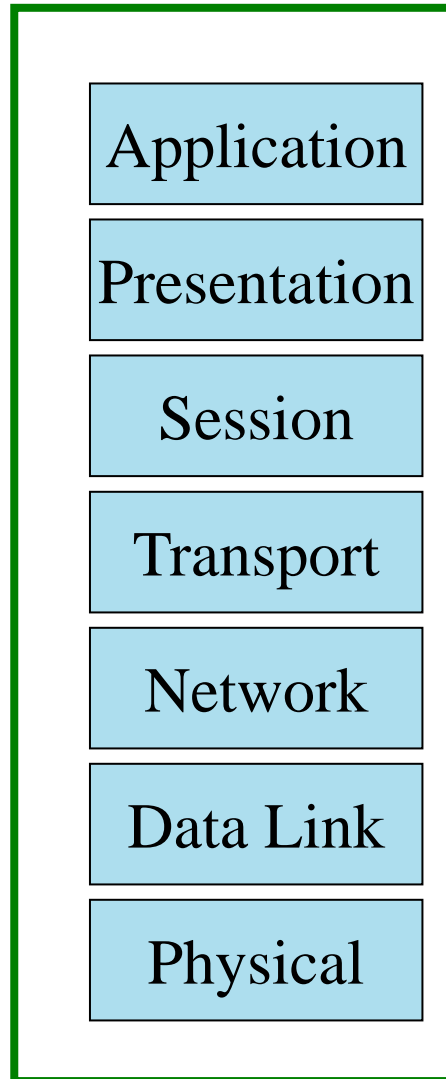 Application
Presentation
Session
Transport
Network
Data Link
Physical